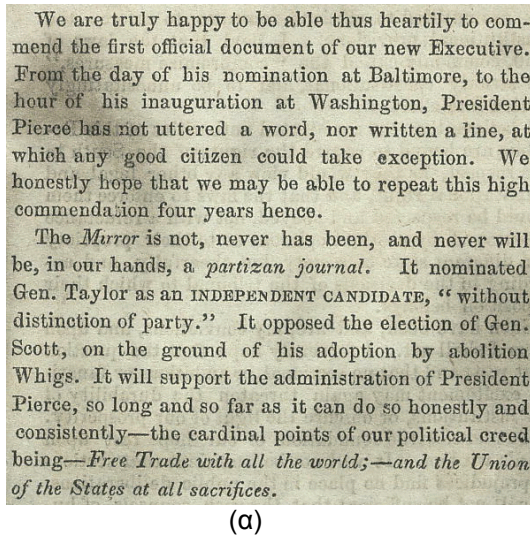 We are truly happy to be able thus heartily to com-
mend the first official document of our new Executive.
From the day of his nomination at Baltimore, to the
hour of his inauguration at Washington, President
Pierce has not uttered a word, nor written a line, at
which any good citizen could take exception. We
honestly hope that we may be able to repeat this high
commendation four years hence.
The Mirror is not, never has been, and never will
be, in our hands, a partizan journal. It nominated
Gen. Taylor as an INDEPENDENT CANDIDATE, “without
distinction of party.” It opposed the election of Gen.
Scott, on the ground of his adoption by abolition
Whigs. It will support the administration of President
Pierce, so long and so far as it can do so honestly and
consistently—the cardinal points of our political creed
being—Free Trade with all the world;—and the Union
of the States at all sacrifices.
(α)